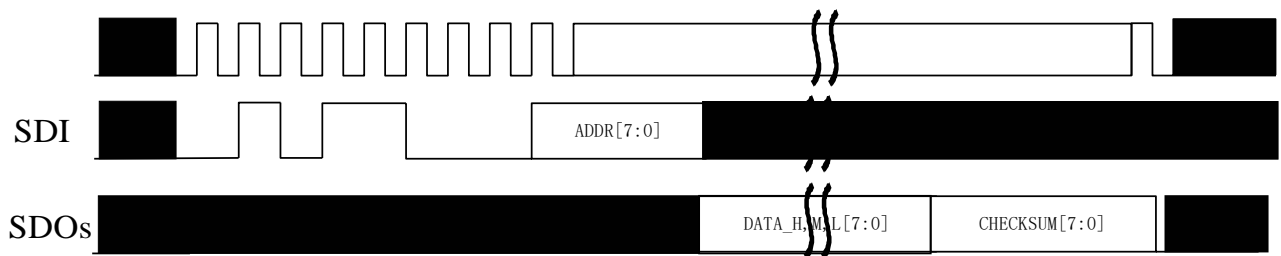 SDI
ADDR[7:0]
SDOs
DATA_H,M,L[7:0]
CHECKSUM[7:0]